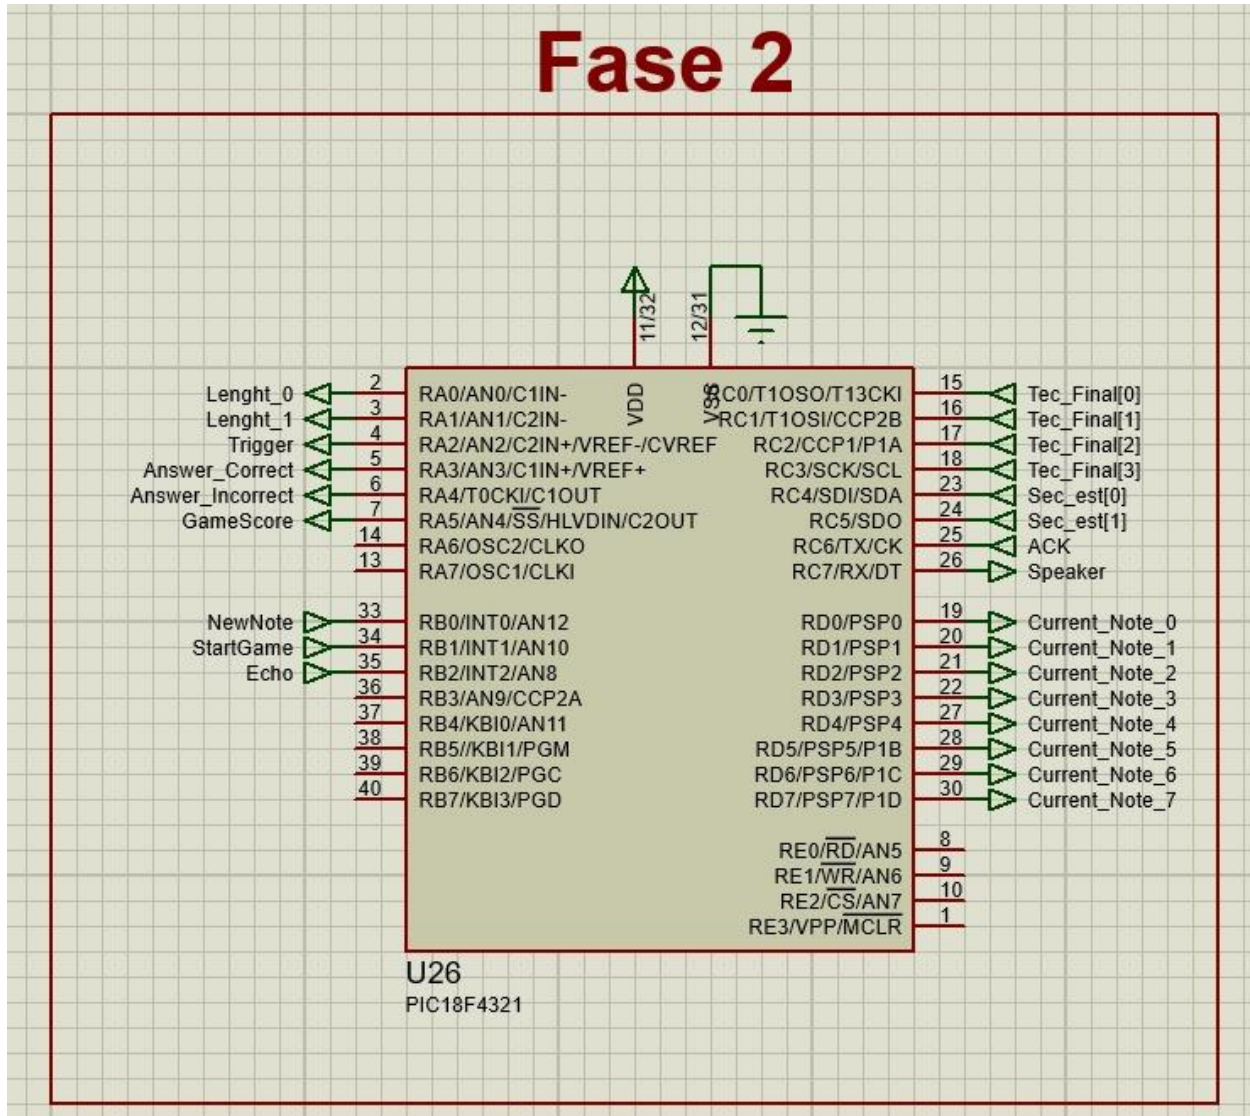 Fase 2
11/32
12/31
VDD
VSS
Lenght_0 2 RA0/AN0/C1IN-
Lenght_1 3 RA1/AN1/C2IN-
Trigger 4 RA2/AN2/C2IN+/VREF-/CVREF
Answer_Correct 5 RA3/AN3/C1IN+/VREF+
Answer_Incorrect 6 RA4/T0CKI/C1OUT
GameScore 7 RA5/AN4/SS/HLVDIN/C2OUT
14 RA6/OSC2/CLKO
13 RA7/OSC1/CLKI
NewNote 33 RB0/INT0/AN12
StartGame 34 RB1/INT1/AN10
Echo 35 RB2/INT2/AN8
36 RB3/AN9/CCP2A
37 RB4/KBI0/AN11
38 RB5//KBI1/PGM
39 RB6/KBI2/PGC
40 RB7/KBI3/PGD
RC0/T1OSO/T13CKI 15 Tec_Final[0]
RC1/T1OSI/CCP2B 16 Tec_Final[1]
RC2/CCP1/P1A 17 Tec_Final[2]
RC3/SCK/SCL 18 Tec_Final[3]
RC4/SDI/SDA 23 Sec_est[0]
RC5/SDO 24 Sec_est[1]
RC6/TX/CK 25 ACK
RC7/RX/DT 26 Speaker
RD0/PSP0 19 Current_Note_0
RD1/PSP1 20 Current_Note_1
RD2/PSP2 21 Current_Note_2
RD3/PSP3 22 Current_Note_3
RD4/PSP4 27 Current_Note_4
RD5/PSP5/P1B 28 Current_Note_5
RD6/PSP6/P1C 29 Current_Note_6
RD7/PSP7/P1D 30 Current_Note_7
RE0/RD/AN5 8
RE1/WR/AN6 9
RE2/CS/AN7 10
RE3/VPP/MCLR 1
U26
PIC18F4321